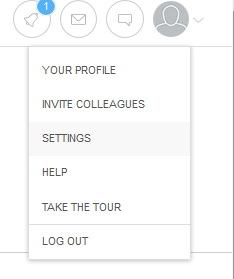 1
YOUR PROFILE
INVITE COLLEAGUES
SETTINGS
HELP
TAKE THE TOUR
LOG OUT